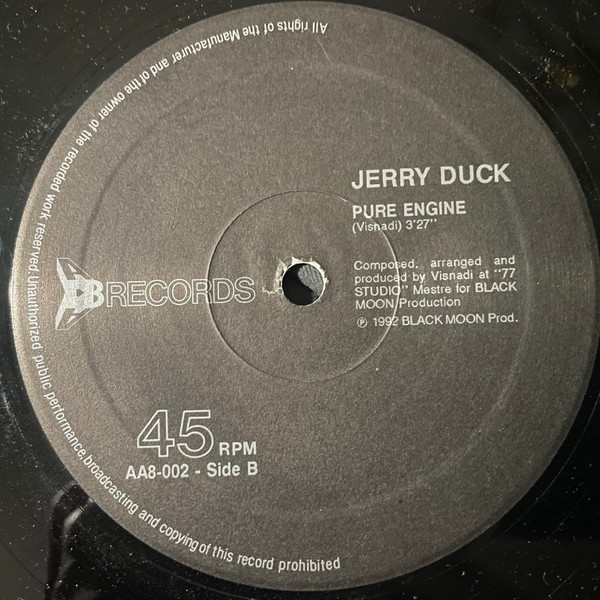 All rights of the Manufacturer and of the owner of the recorded work reserved. Unauthorized public performance, broadcasting and copying of this record prohibited
JERRY DUCK
PURE ENGINE
(Visnadi) 3'27''
Composed, arranged and
produced by Visnadi at "77
STUDIO" Mestre for BLACK
MOON Production
℗ 1992 BLACK MOON Prod.
RECORDS
45 RPM
AA8-002 - Side B